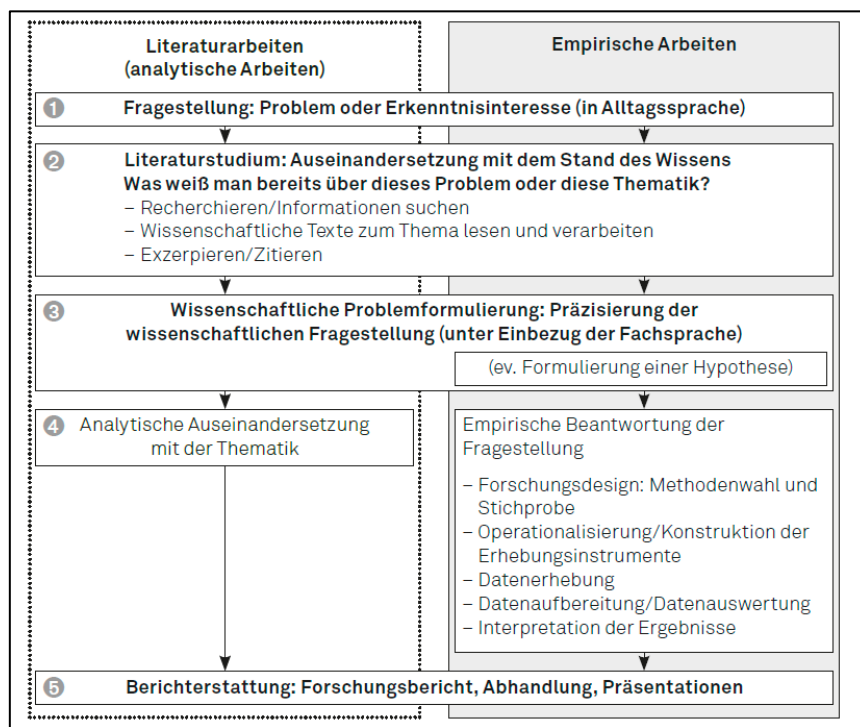 Literaturarbeiten
(analytische Arbeiten)
Empirische Arbeiten
1 Fragestellung: Problem oder Erkenntnisinteresse (in Alltagssprache)
2 Literaturstudium: Auseinandersetzung mit dem Stand des Wissens
Was weiß man bereits über dieses Problem oder diese Thematik?
– Recherchieren/Informationen suchen
– Wissenschaftliche Texte zum Thema lesen und verarbeiten
– Exzerpieren/Zitieren
3 Wissenschaftliche Problemformulierung: Präzisierung der
wissenschaftlichen Fragestellung (unter Einbezug der Fachsprache)
(ev. Formulierung einer Hypothese)
4 Analytische Auseinandersetzung
mit der Thematik
Empirische Beantwortung der
Fragestellung
– Forschungsdesign: Methodenwahl und
Stichprobe
– Operationalisierung/Konstruktion der
Erhebungsinstrumente
– Datenerhebung
– Datenaufbereitung/Datenauswertung
– Interpretation der Ergebnisse
5 Berichterstattung: Forschungsbericht, Abhandlung, Präsentationen